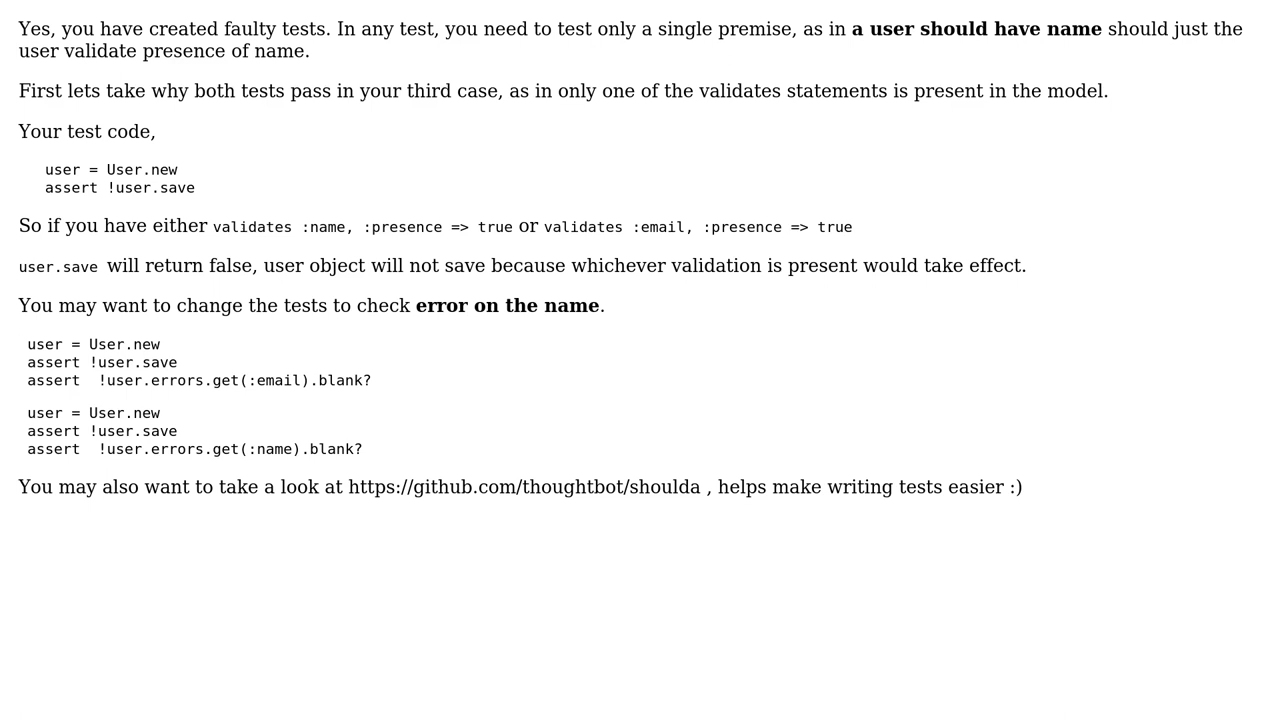 Yes, you have created faulty tests. In any test, you need to test only a single premise, as in a user should have name should just the
user validate presence of name.
First lets take why both tests pass in your third case, as in only one of the validates statements is present in the model.
Your test code,
user = User.new
assert !user.save
So if you have either validates :name, :presence => true or validates :email, :presence => true
user.save will return false, user object will not save because whichever validation is present would take effect.
You may want to change the tests to check error on the name.
user = User.new
assert !user.save
assert  !user.errors.get(:email).blank?
user = User.new
assert !user.save
assert  !user.errors.get(:name).blank?
You may also want to take a look at https://github.com/thoughtbot/shoulda , helps make writing tests easier :)